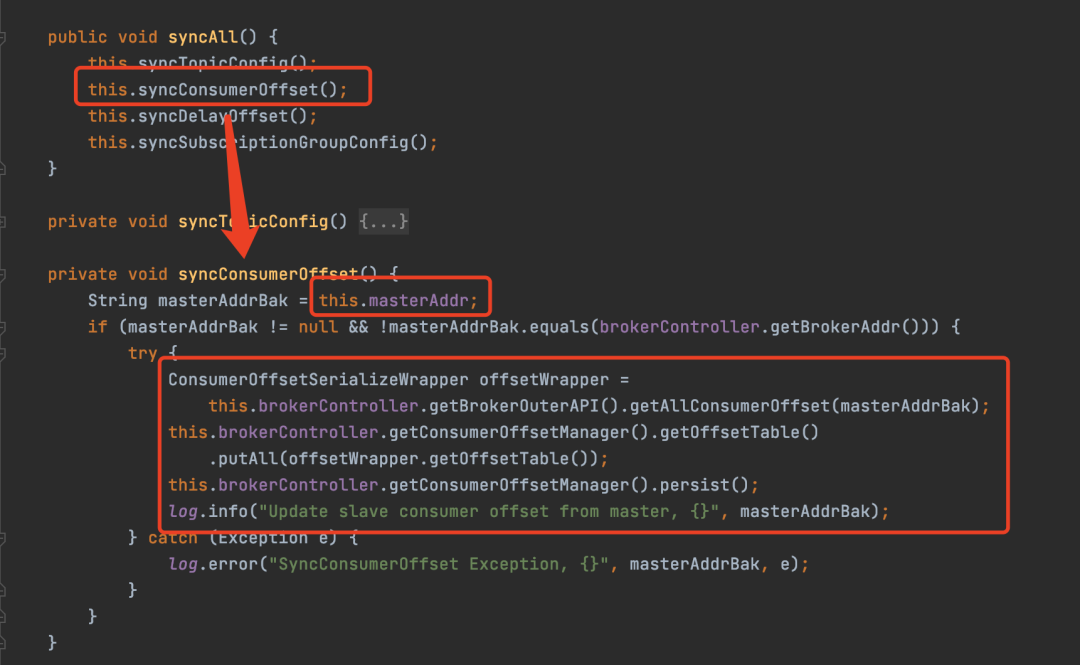 public void syncAll() {
this.syncTopicConfig();
this.syncConsumerOffset();
this.syncDelayOffset();
this.syncSubscriptionGroupConfig();
}
private void syncTopicConfig() {...}
private void syncConsumerOffset() {
String masterAddrBak = this.masterAddr;
if (masterAddrBak != null && !masterAddrBak.equals(brokerController.getBrokerAddr())) {
try {
ConsumerOffsetSerializeWrapper offsetWrapper =
this.brokerController.getBrokerOuterAPI().getAllConsumerOffset(masterAddrBak);
this.brokerController.getConsumerOffsetManager().getOffsetTable()
.putAll(offsetWrapper.getOffsetTable());
this.brokerController.getConsumerOffsetManager().persist();
log.info("Update slave consumer offset from master, {}", masterAddrBak);
} catch (Exception e) {
log.error("SyncConsumerOffset Exception, {}", masterAddrBak, e);
}
}
}